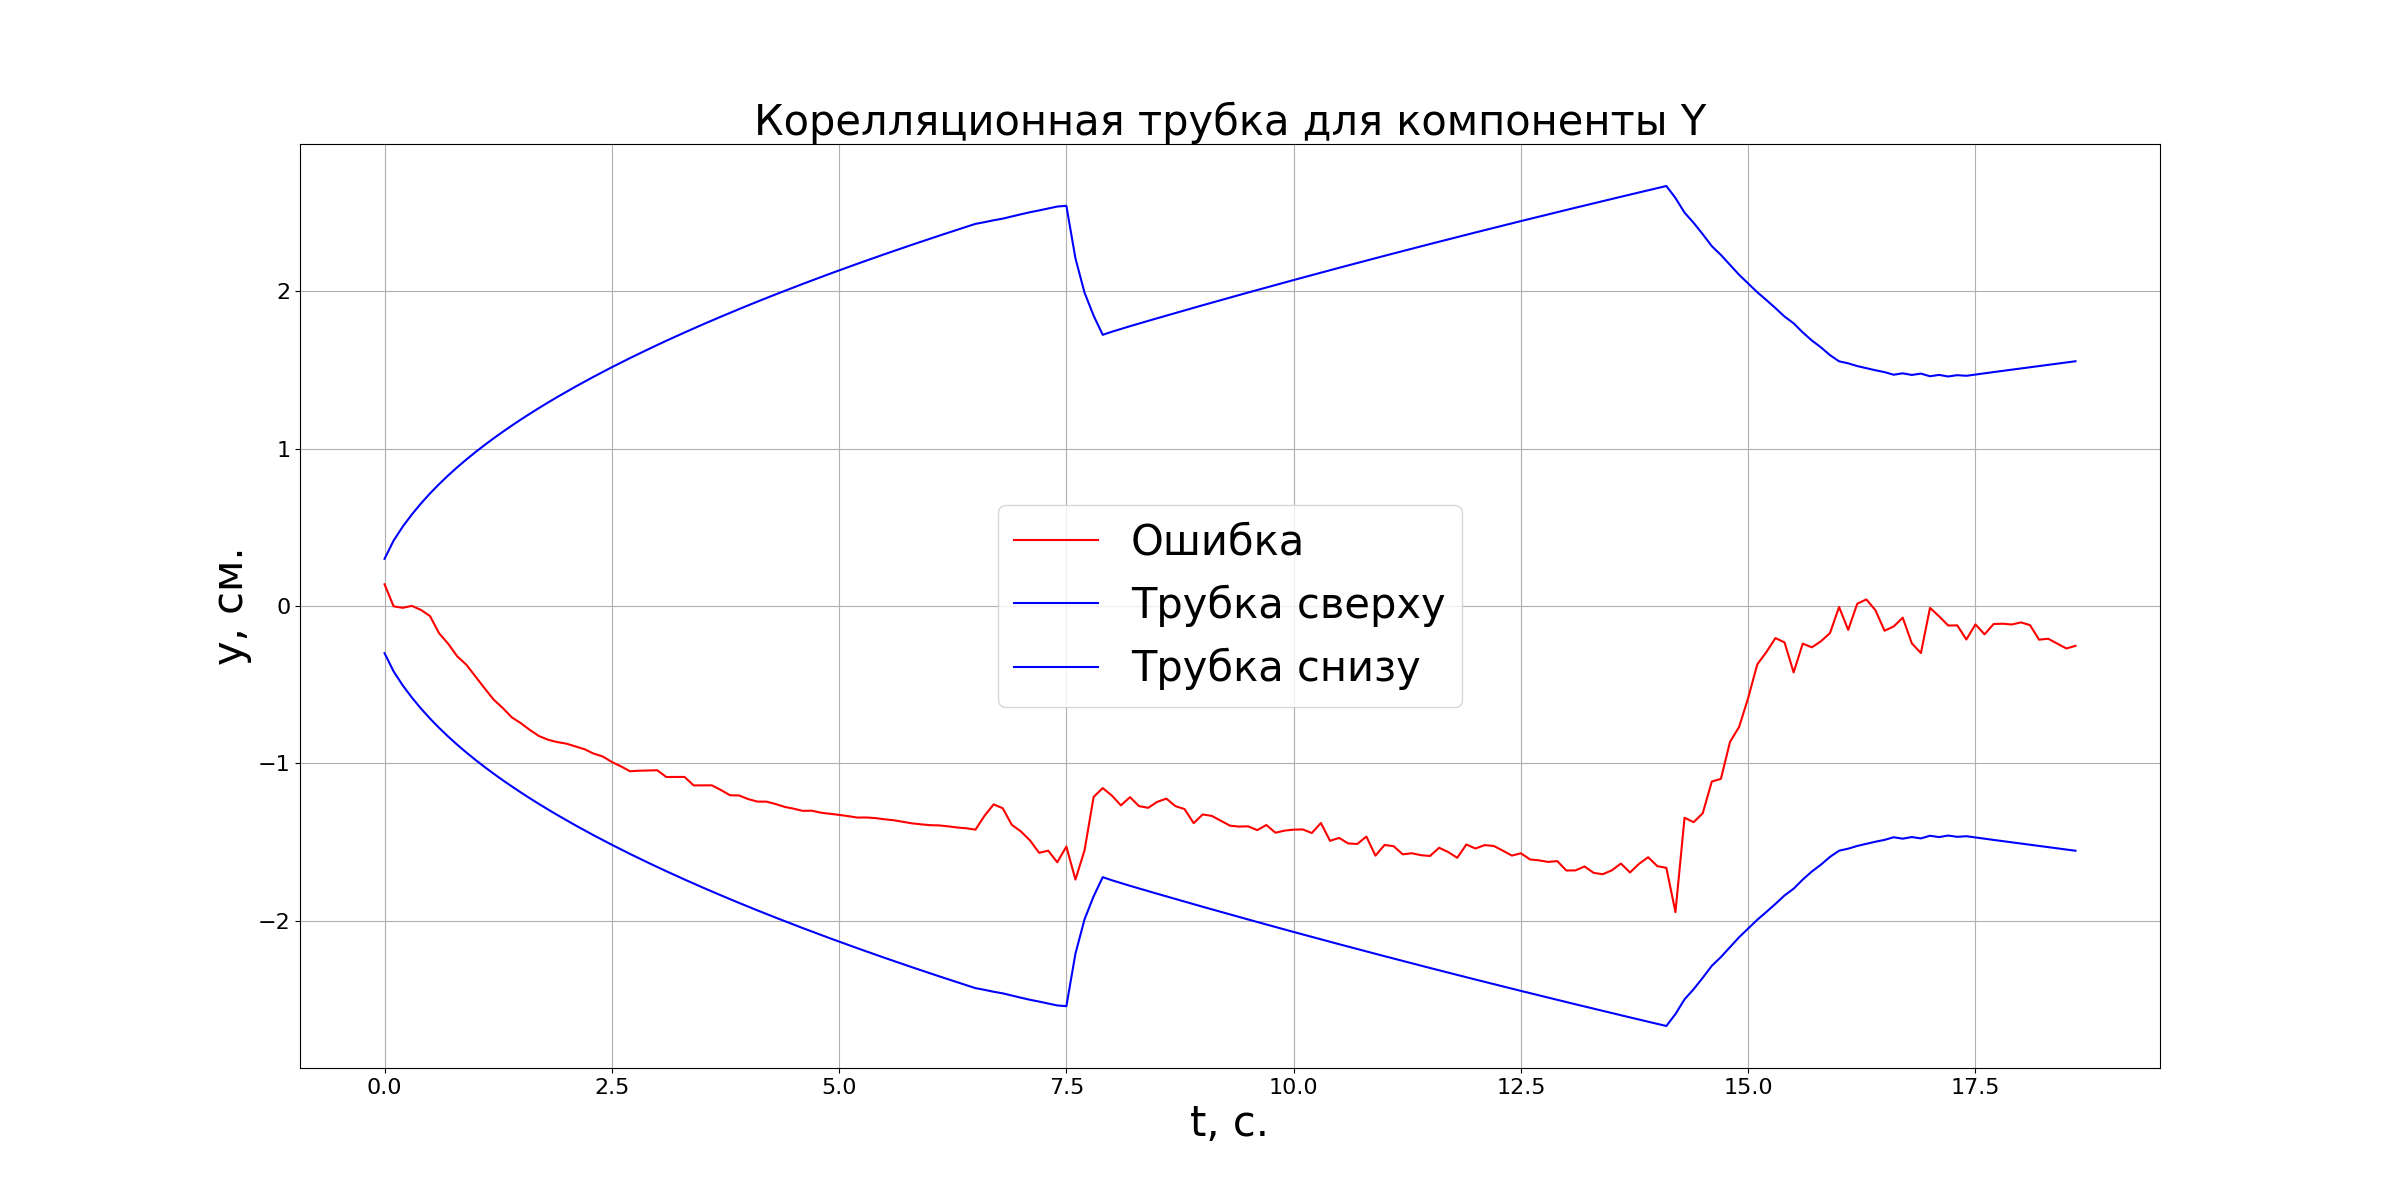 Корелляционная трубка для компоненты Y
y, см.
2
1
0
−1
−2
Ошибка
Трубка сверху
Трубка снизу
0.0 2.5 5.0 7.5 10.0 12.5 15.0 17.5
t, с.